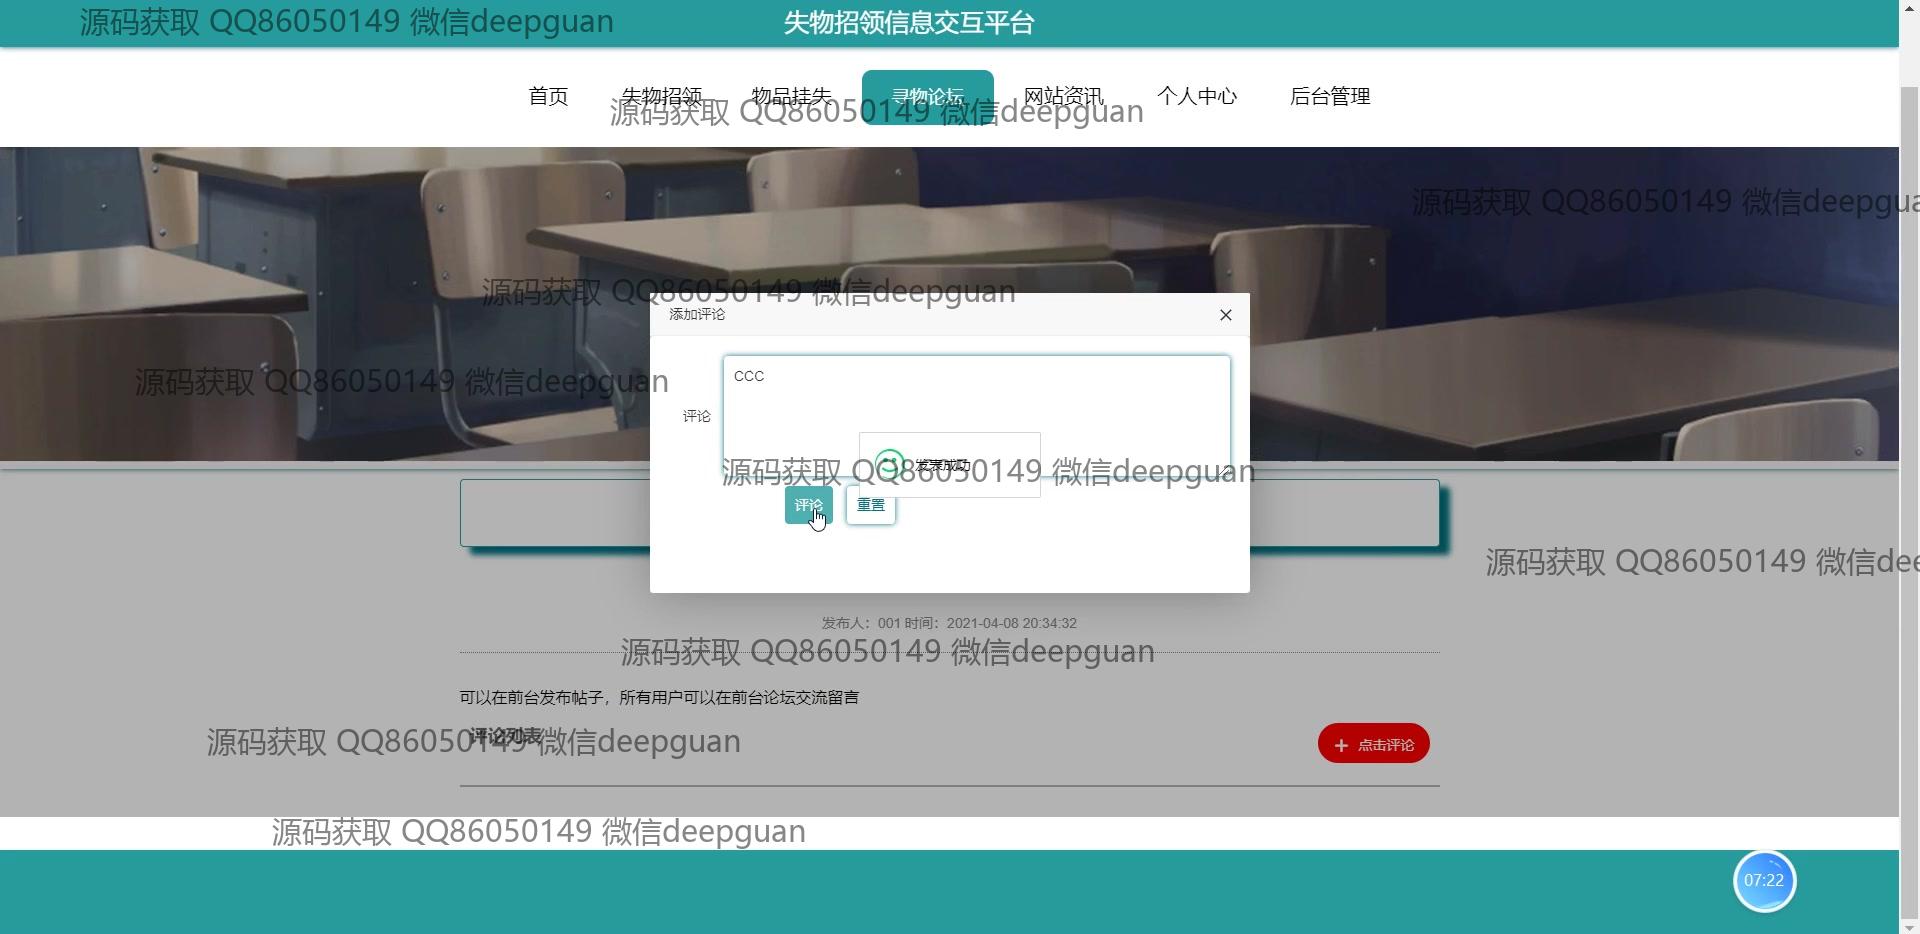 源码获取 QQ86050149 微信deepguan
失物招领信息交互平台
首页
失物招领
物品挂失
寻物论坛
网站资讯
个人中心
后台管理
源码获取 QQ86050149 微信deepguan
源码获取 QQ86050149 微信deepgua
源码获取 QQ86050149 微信deepguan
添加评论
源码获取 QQ86050149 微信deepguan
CCC
评论
发表成功
源码获取 QQ86050149 微信deepguan
评论
重置
源码获取 QQ86050149 微信dee
发布人：001 时间：2021-04-08 20:34:32
源码获取 QQ86050149 微信deepguan
可以在前台发布帖子，所有用户可以在前台论坛交流留言
评论列表
源码获取 QQ86050149 微信deepguan
＋ 点击评论
源码获取 QQ86050149 微信deepguan
07:22